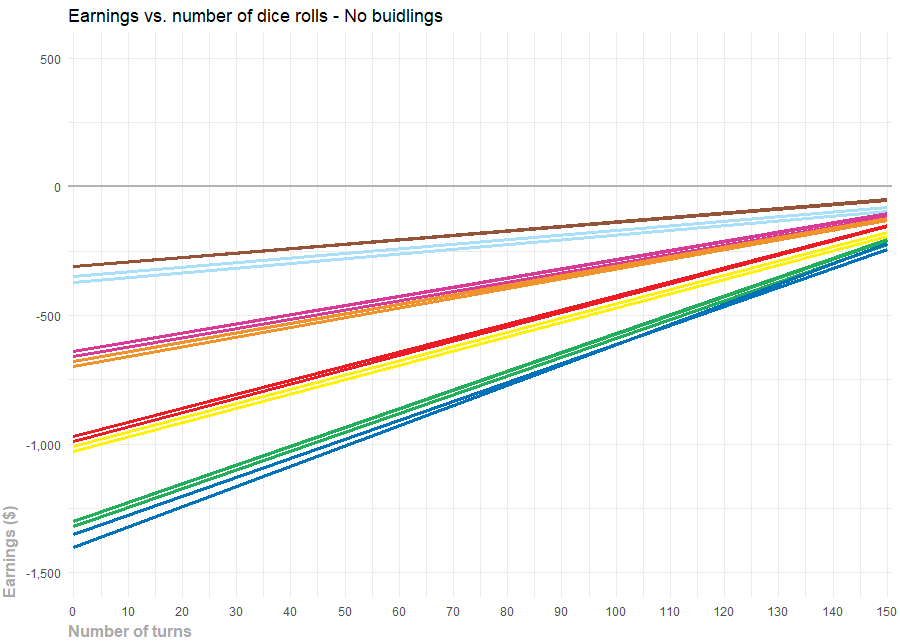 Earnings vs. number of dice rolls - No buidlings
500
0
-500
-1,000
-1,500
Earnings ($)
0 10 20 30 40 50 60 70 80 90 100 110 120 130 140 150
Number of turns